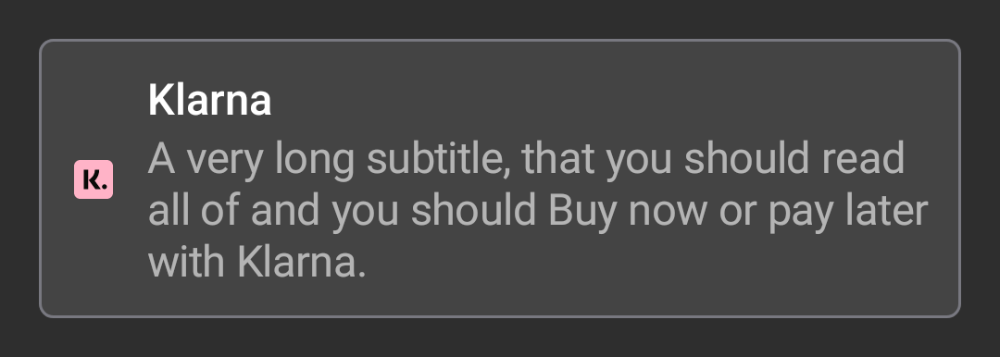 Klarna
K.
A very long subtitle, that you should read
all of and you should Buy now or pay later
with Klarna.